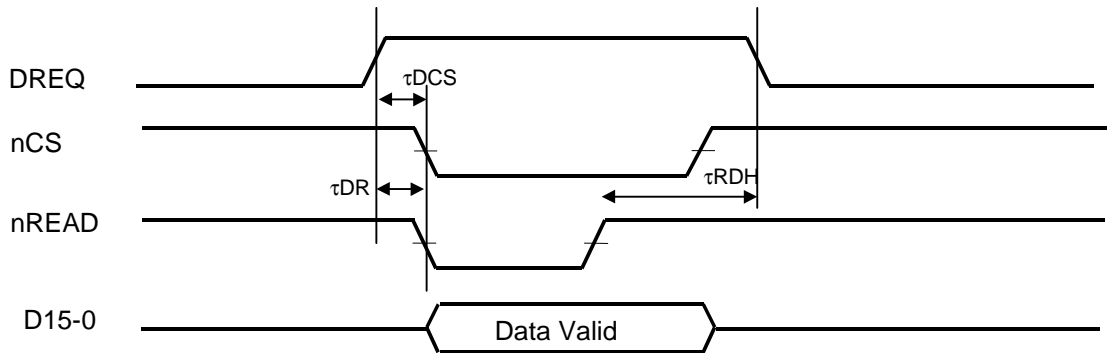 DREQ
τDCS
nCS
τDR
τRDH
nREAD
D15-0
Data Valid